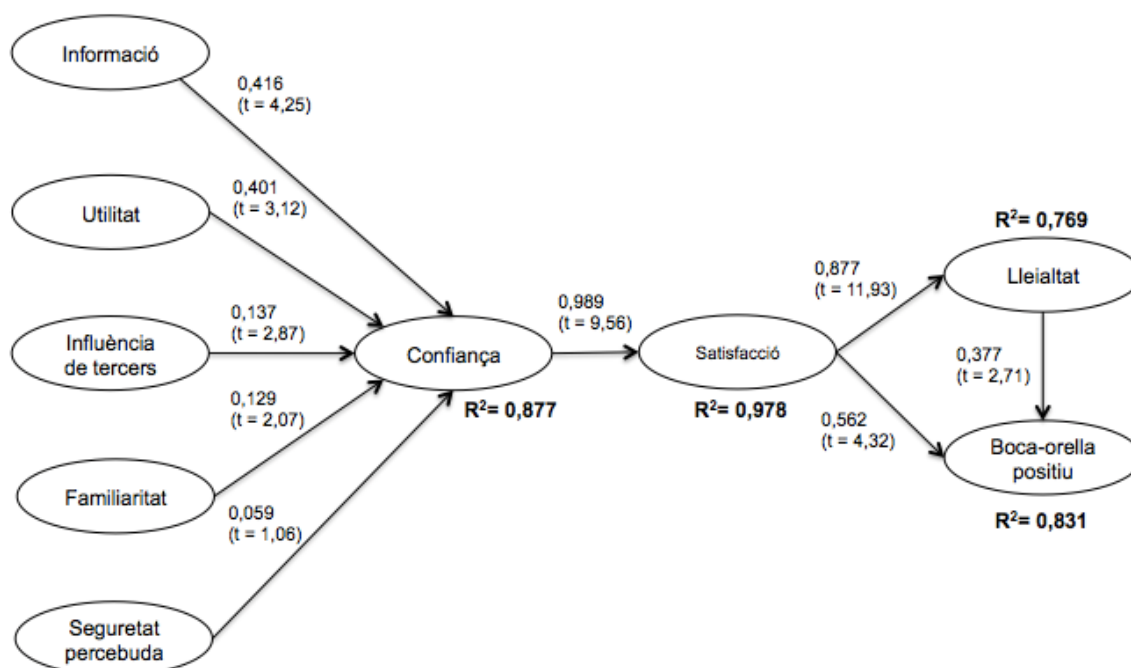 Informació
0,416
(t = 4,25)
Utilitat
0,401
(t = 3,12)
Influència
de tercers
0,137
(t = 2,87)
Familiaritat
0,129
(t = 2,07)
Seguretat
percebuda
0,059
(t = 1,06)
Confiança
R²= 0,877
0,989
(t = 9,56)
Satisfacció
R²= 0,978
0,877
(t = 11,93)
R²= 0,769
Lleialtat
0,377
(t = 2,71)
0,562
(t = 4,32)
Boca-orella
positiu
R²= 0,831